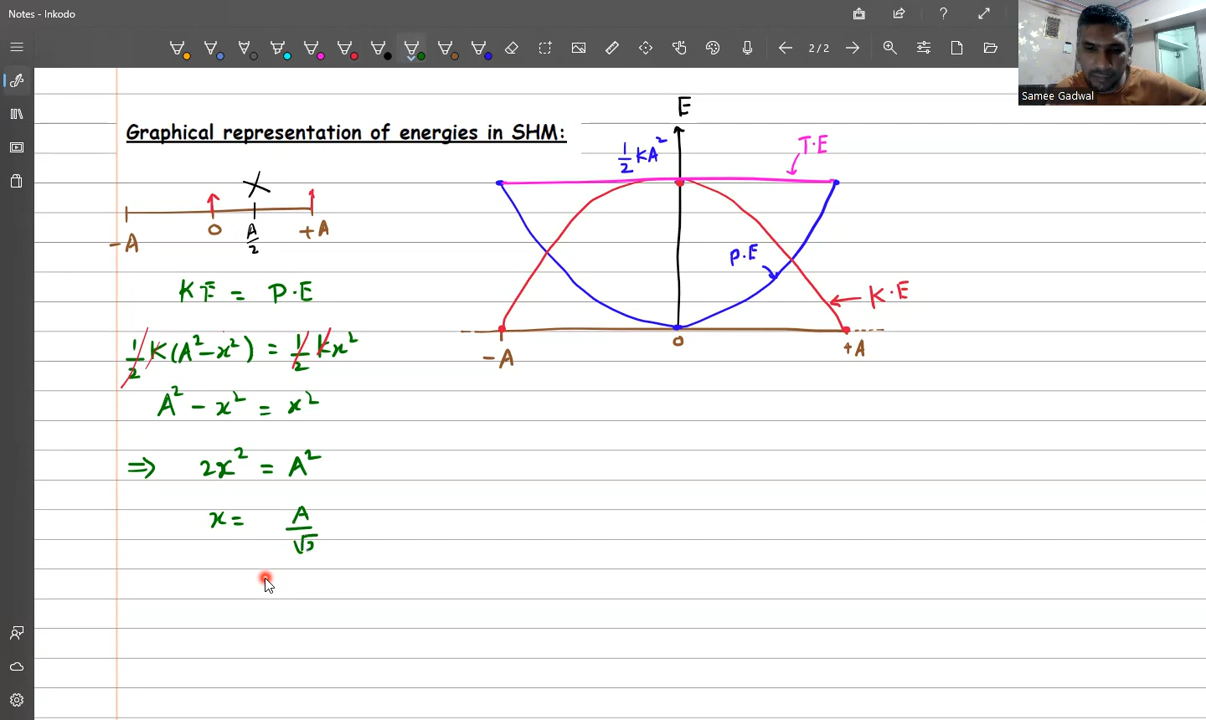 Notes - Inkodo
2/2
Samee Gadwal
Graphical representation of energies in SHM:
-A 0 A/2 +A
KE = P.E
1/2 K(A² - x²) = 1/2 Kx²
A² - x² = x²
⇒ 2x² = A²
x = A/√2
E
1/2 KA²
T.E
P.E
K.E
-A 0 +A